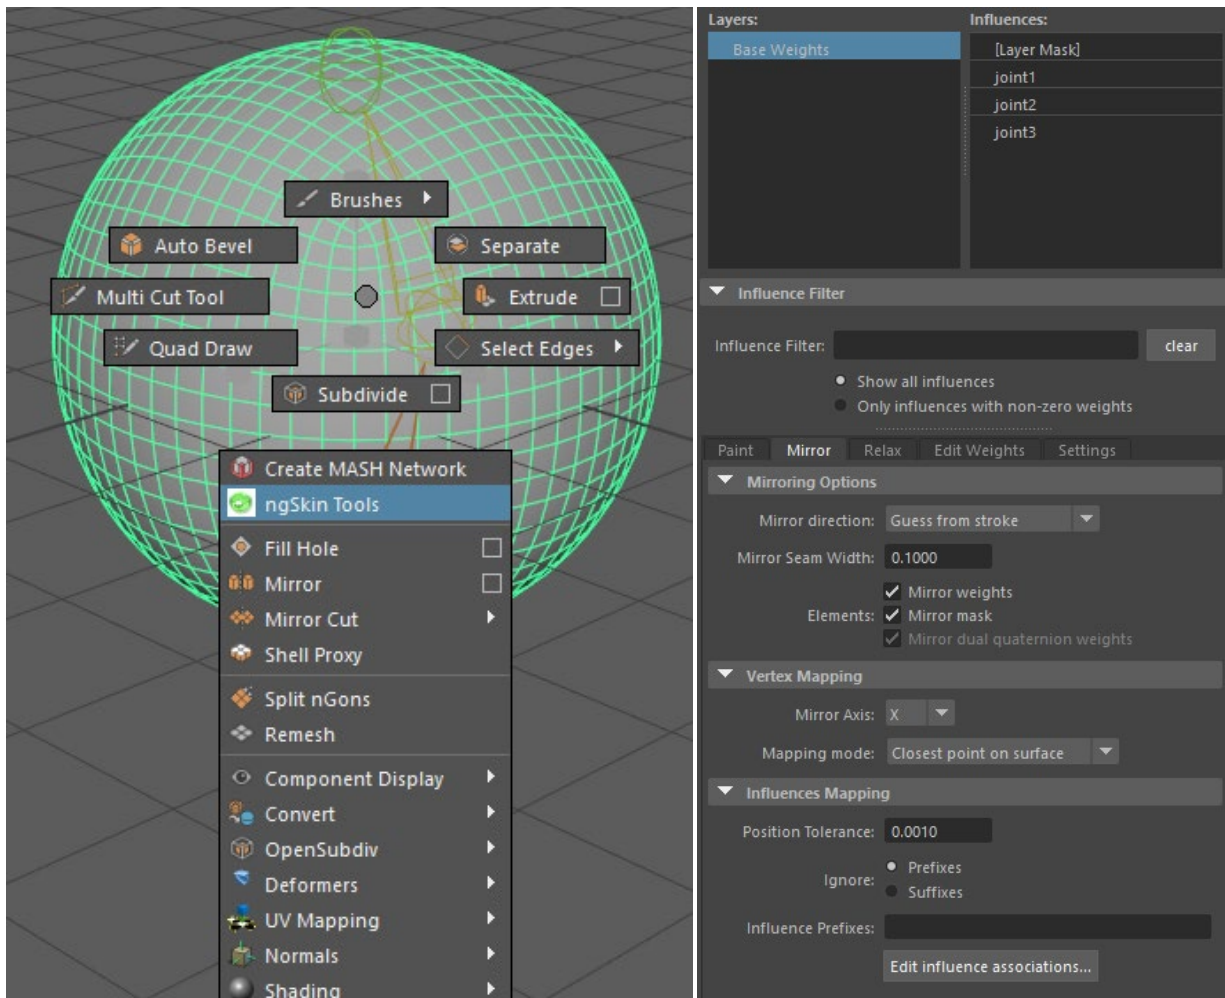 Brushes
Auto Bevel
Separate
Multi Cut Tool
Extrude
Quad Draw
Select Edges
Subdivide
Create MASH Network
ngSkin Tools
Fill Hole
Mirror
Mirror Cut
Shell Proxy
Split nGons
Remesh
Component Display
Convert
OpenSubdiv
Deformers
UV Mapping
Normals
Shading
Layers:
Base Weights
Influences:
[Layer Mask]
joint1
joint2
joint3
Influence Filter
Influence Filter: clear
Show all influences
Only influences with non-zero weights
Paint Mirror Relax Edit Weights Settings
Mirroring Options
Mirror direction: Guess from stroke
Mirror Seam Width: 0.1000
Mirror weights
Elements: Mirror mask
Mirror dual quaternion weights
Vertex Mapping
Mirror Axis: X
Mapping mode: Closest point on surface
Influences Mapping
Position Tolerance: 0.0010
Ignore: Prefixes
Suffixes
Influence Prefixes:
Edit influence associations...